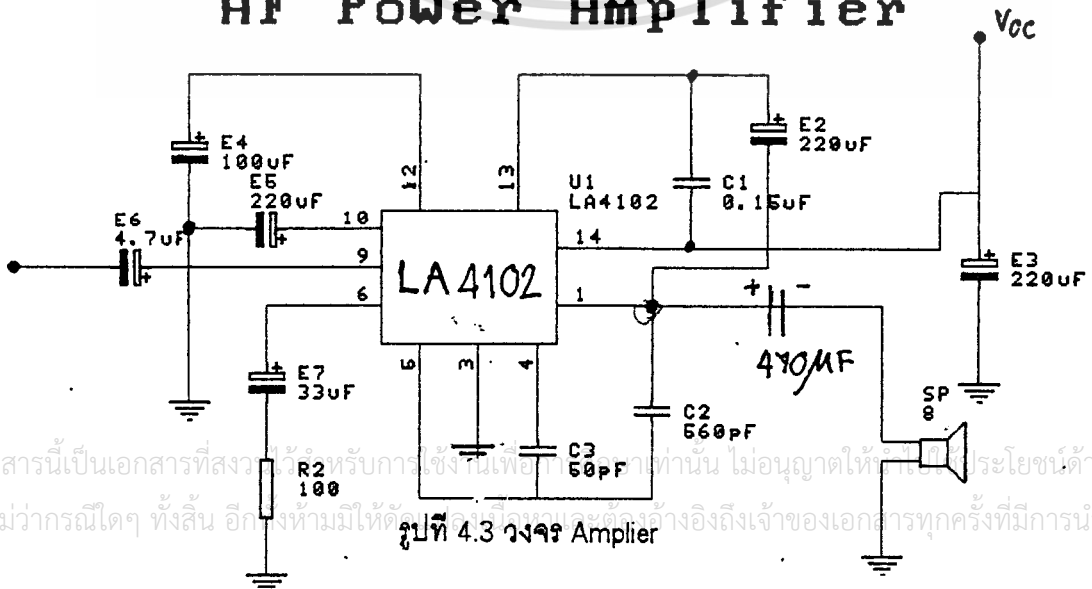 AF Power Amplifier
Vcc
E4
100uF
E5
220uF
E6
4.7uF
12
13
10
9
6
5
3
4
14
1
LA 4102
U1
LA4102
C1
0.15uF
E2
220uF
E3
220uF
+ -
470MF
E7
33uF
R2
100
C3
50pF
C2
560pF
SP
8
รูปที่ 4.3 วงจร Amplier